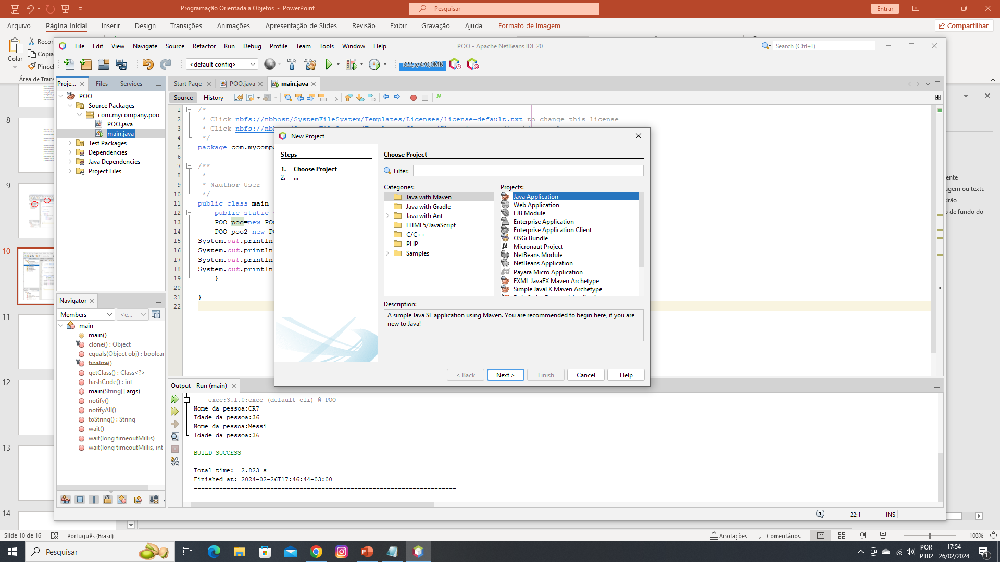 Programação Orientada a Objetos - PowerPoint
Pesquisar
Entrar
Arquivo
Página Inicial
Inserir
Design
Transições
Animações
Apresentação de Slides
Revisão
Exibir
Gravação
Ajuda
Formato de Imagem
Compartilhar
Colar
Área de Trans
File Edit View Navigate Source Refactor Run Debug Profile Team Tools Window Help
POO - Apache NetBeans IDE 20
Search (Ctrl+I)
<default config>
322,5/470,0MB
Proje...
Files
Services
POO
Source Packages
com.mycompany.poo
POO.java
main.java
Test Packages
Dependencies
Java Dependencies
Project Files
Start Page
POO.java
main.java
Source
History
1 /*
2 * Click nbfs://nbhost/SystemFileSystem/Templates/Licenses/license-default.txt to change this license
3 * Click
4 */
5 package
6
7 /**
8 *
9 * @author User
10 */
11 public class main
12 public static
13 POO poo=new
14 POO poo2=new
15 System.out.println
16 System.out.println
17 System.out.println
18 System.out.println
19 }
20
21 }
22
New Project
Steps
1. Choose Project
2. ...
Choose Project
Filter:
Categories:
Java with Maven
Java with Gradle
Java with Ant
HTML5/JavaScript
C/C++
PHP
Samples
Projects:
Java Application
Web Application
EJB Module
Enterprise Application
Enterprise Application Client
OSGi Bundle
Micronaut Project
NetBeans Module
NetBeans Application
Payara Micro Application
FXML JavaFX Maven Archetype
Simple JavaFX Maven Archetype
Description:
A simple Java SE application using Maven. You are recommended to begin here, if you are
new to Java!
< Back
Next >
Finish
Cancel
Help
Navigator
Members
<e...
main
main()
clone() : Object
equals(Object obj) : boolean
finalize()
getClass() : Class<?>
hashCode() : int
main(String[] args)
notify()
notifyAll()
toString() : String
wait()
wait(long timeoutMillis)
wait(long timeoutMillis, int
Output - Run (main)
--- exec:3.1.0:exec (default-cli) @ POO ---
Nome da pessoa:CR7
Idade da pessoa:36
Nome da pessoa:Messi
Idade da pessoa:36
------------------------------------------------------------------------
BUILD SUCCESS
------------------------------------------------------------------------
Total time:  2.823 s
Finished at: 2024-02-26T17:46:44-03:00
------------------------------------------------------------------------
1
22:1
INS
8
9
10
11
12
13
14
ou
de fundo do
Slide 10 de 16
Português (Brasil)
Anotações
Comentários
103%
Pesquisar
POR
PTB2
17:54
26/02/2024
1